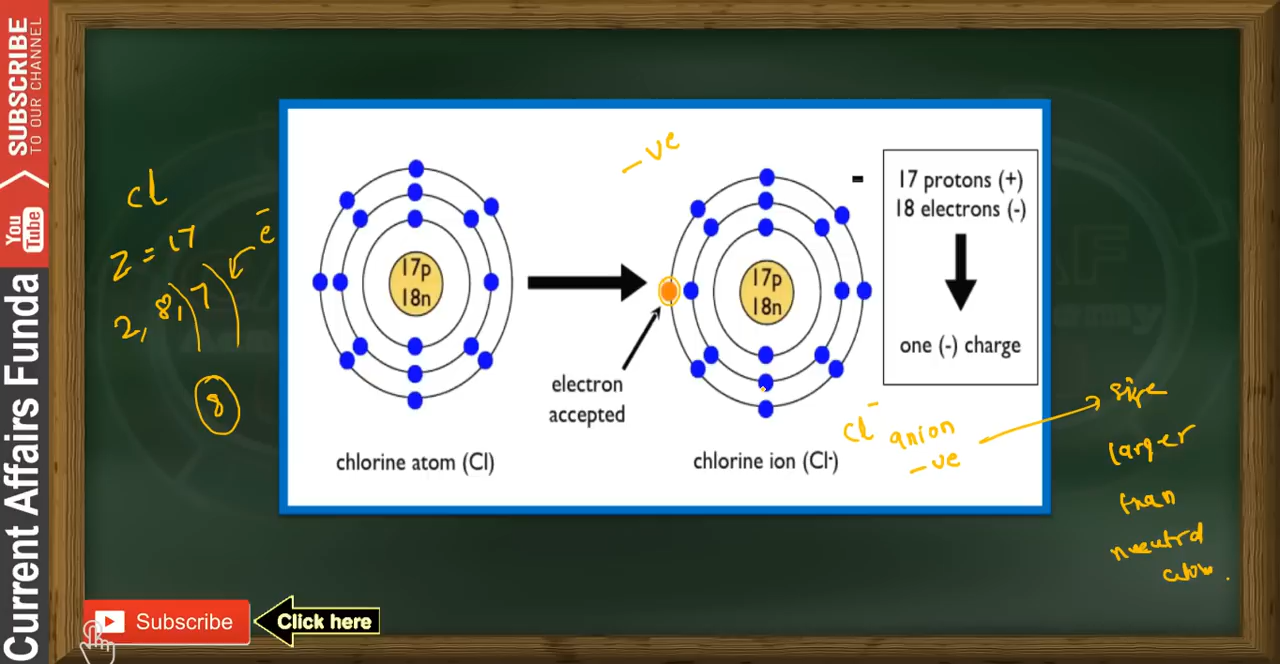 SUBSCRIBE
TO OUR CHANNEL
You
Tube
Current Affairs Funda
Cl
Z = 17
2, 8, 7
e-
8
-ve
17p
18n
chlorine atom (Cl)
electron
accepted
17p
18n
chlorine ion (Cl-)
-
17 protons (+)
18 electrons (-)
one (-) charge
Cl- anion
-ve
size
larger
than
neutral
atom.
Subscribe
Click here